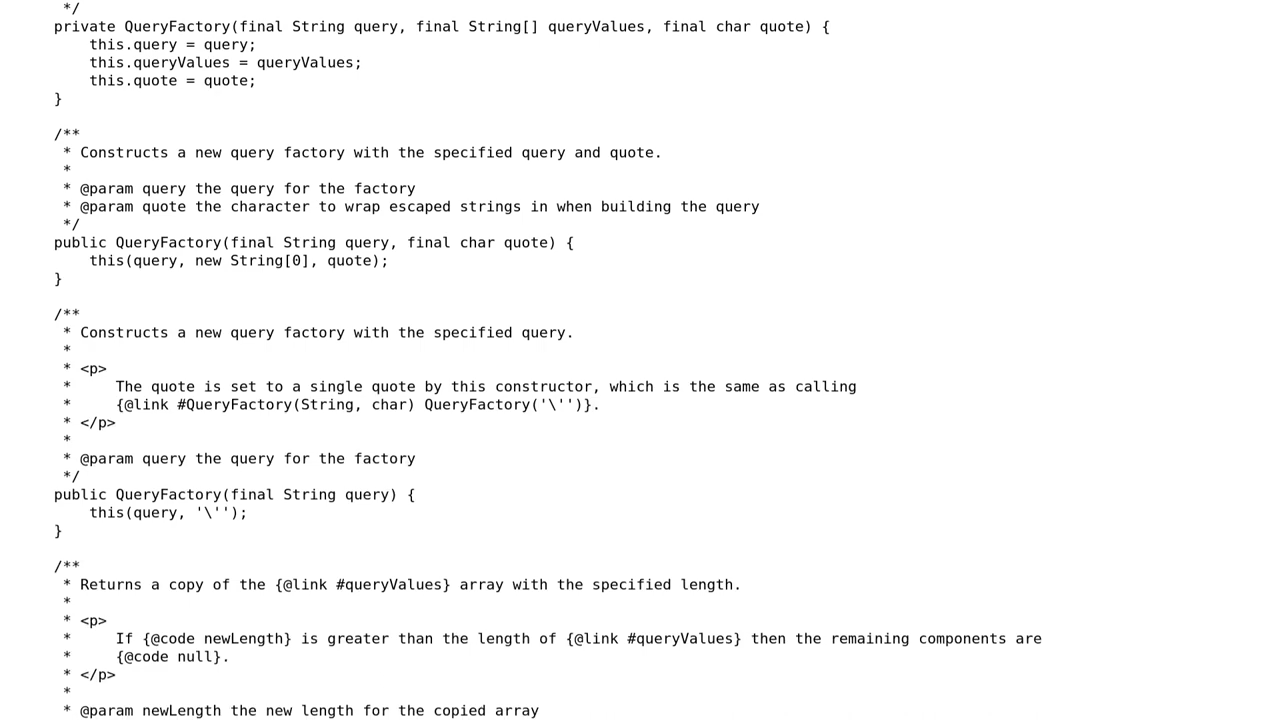 */
    private QueryFactory(final String query, final String[] queryValues, final char quote) {
        this.query = query;
        this.queryValues = queryValues;
        this.quote = quote;
    }

    /**
     * Constructs a new query factory with the specified query and quote.
     *
     * @param query the query for the factory
     * @param quote the character to wrap escaped strings in when building the query
     */
    public QueryFactory(final String query, final char quote) {
        this(query, new String[0], quote);
    }

    /**
     * Constructs a new query factory with the specified query.
     *
     * <p>
     *     The quote is set to a single quote by this constructor, which is the same as calling
     *     {@link #QueryFactory(String, char) QueryFactory('\'')}.
     * </p>
     *
     * @param query the query for the factory
     */
    public QueryFactory(final String query) {
        this(query, '\'');
    }

    /**
     * Returns a copy of the {@link #queryValues} array with the specified length.
     *
     * <p>
     *     If {@code newLength} is greater than the length of {@link #queryValues} then the remaining components are
     *     {@code null}.
     * </p>
     *
     * @param newLength the new length for the copied array